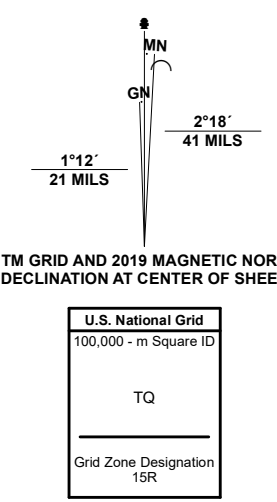 MN
GN
2°18´
41 MILS
1°12´
21 MILS
TM GRID AND 2019 MAGNETIC NOR
DECLINATION AT CENTER OF SHEE
U.S. National Grid
100,000 - m Square ID
TQ
Grid Zone Designation
15R